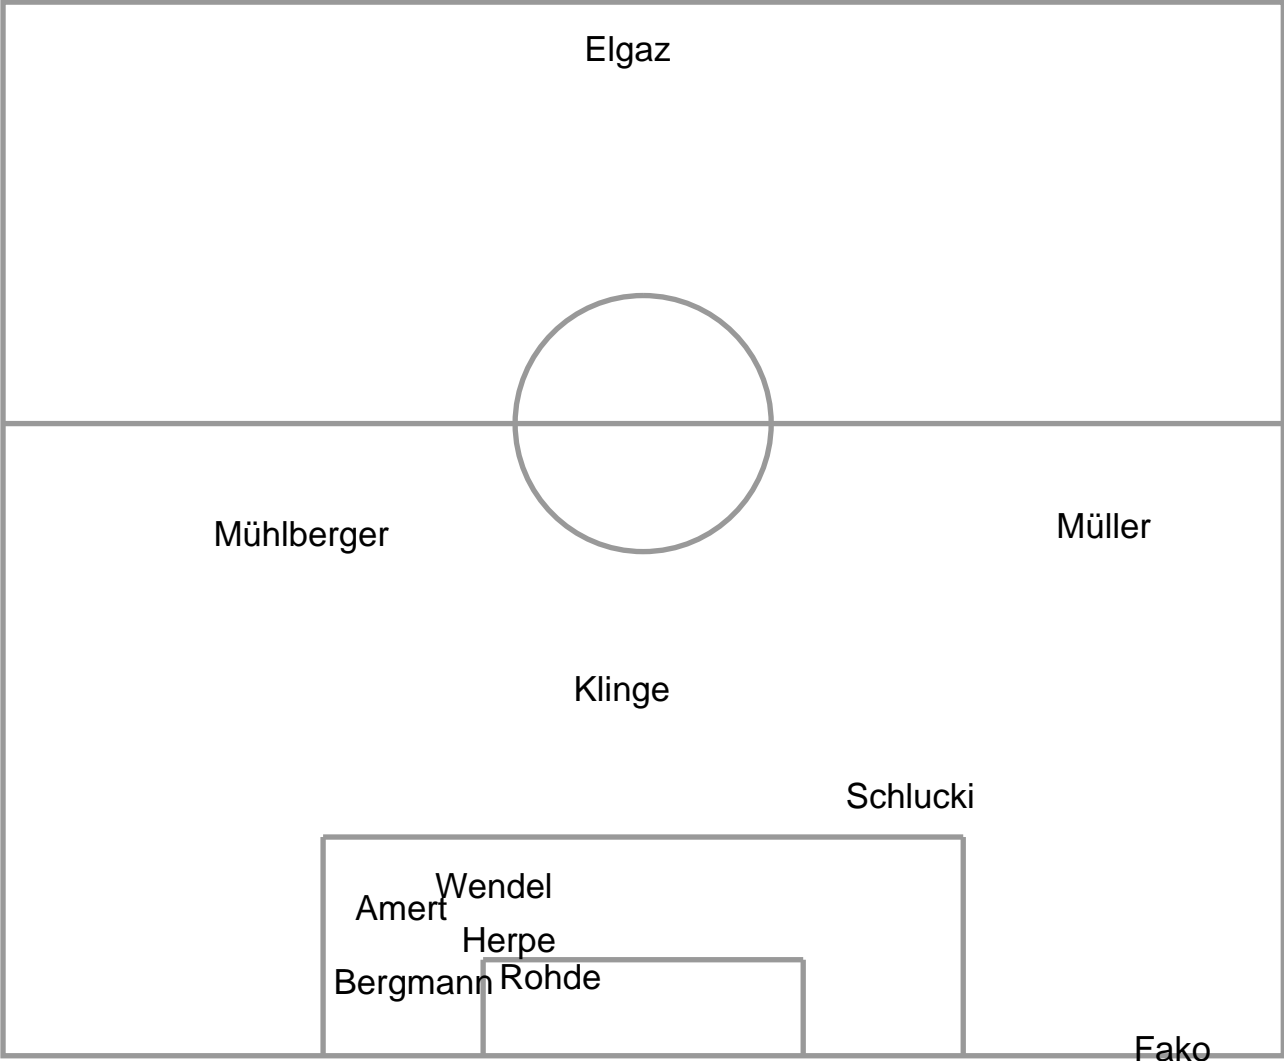 Elgaz
Mühlberger
Müller
Klinge
Schlucki
Wendel
Amert
Herpe
Bergmann
Rohde
Fako